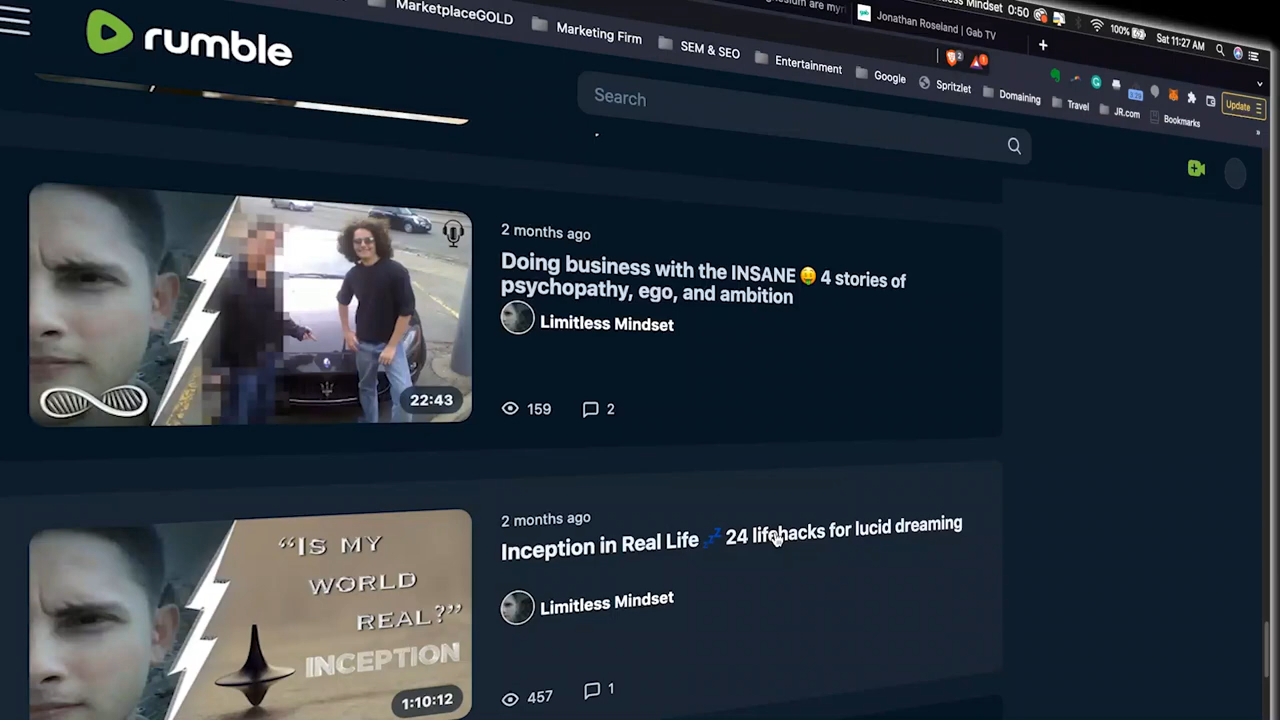 Mindset 0:50
100%
Sat 11:27 AM
Jonathan Roseland | Gab TV
MarketplaceGOLD
Marketing Firm
SEM & SEO
Entertainment
Google
Spritzlet
Domaining
Travel
JR.com
Bookmarks
Update
rumble
Search
2 months ago
Doing business with the INSANE 🤑 4 stories of
psychopathy, ego, and ambition
Limitless Mindset
22:43
159
2
2 months ago
Inception in Real Life 💤 24 lifehacks for lucid dreaming
Limitless Mindset
“IS MY
WORLD
REAL?”
INCEPTION
1:10:12
457
1